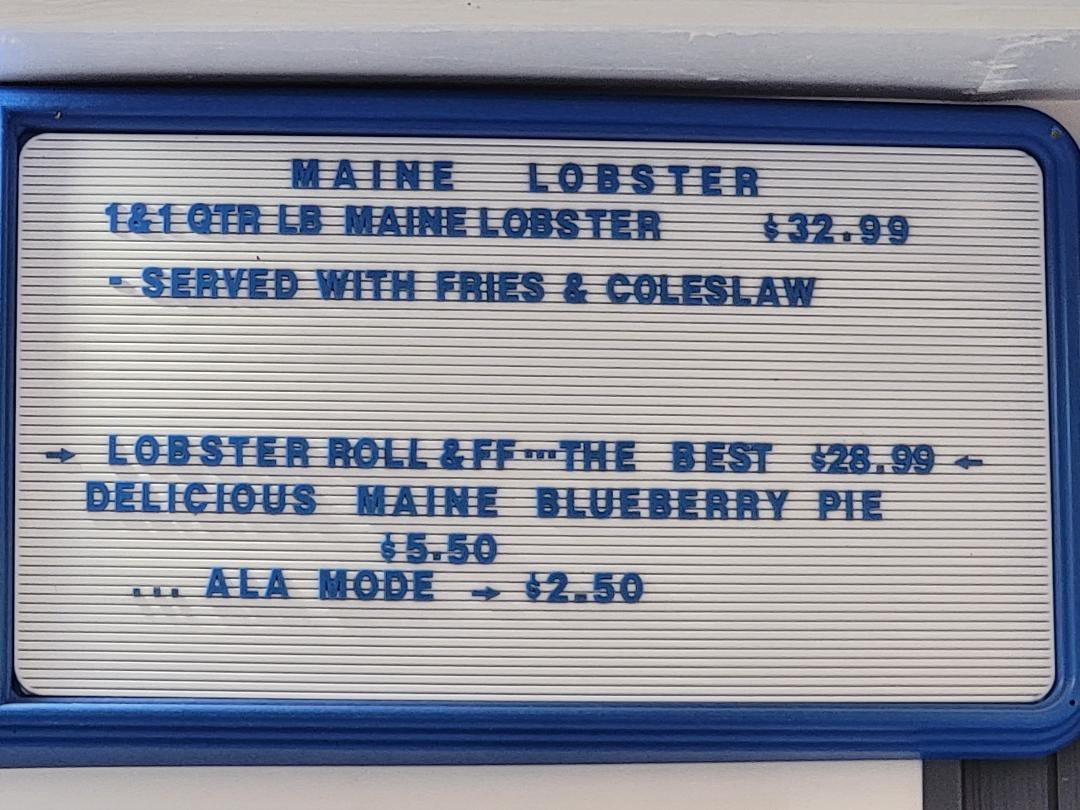 MAINE LOBSTER
1&1 QTR LB MAINE LOBSTER $32.99
- SERVED WITH FRIES & COLESLAW
→ LOBSTER ROLL &FF...THE BEST $28.99 ←
DELICIOUS MAINE BLUEBERRY PIE
$5.50
... ALA MODE → $2.50